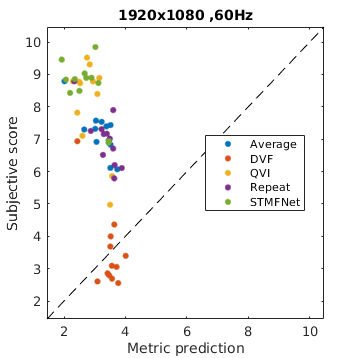 1920x1080 ,60Hz
Subjective score
10
9
8
7
6
5
4
3
2
Average
DVF
QVI
Repeat
STMFNet
2 4 6 8 10
Metric prediction